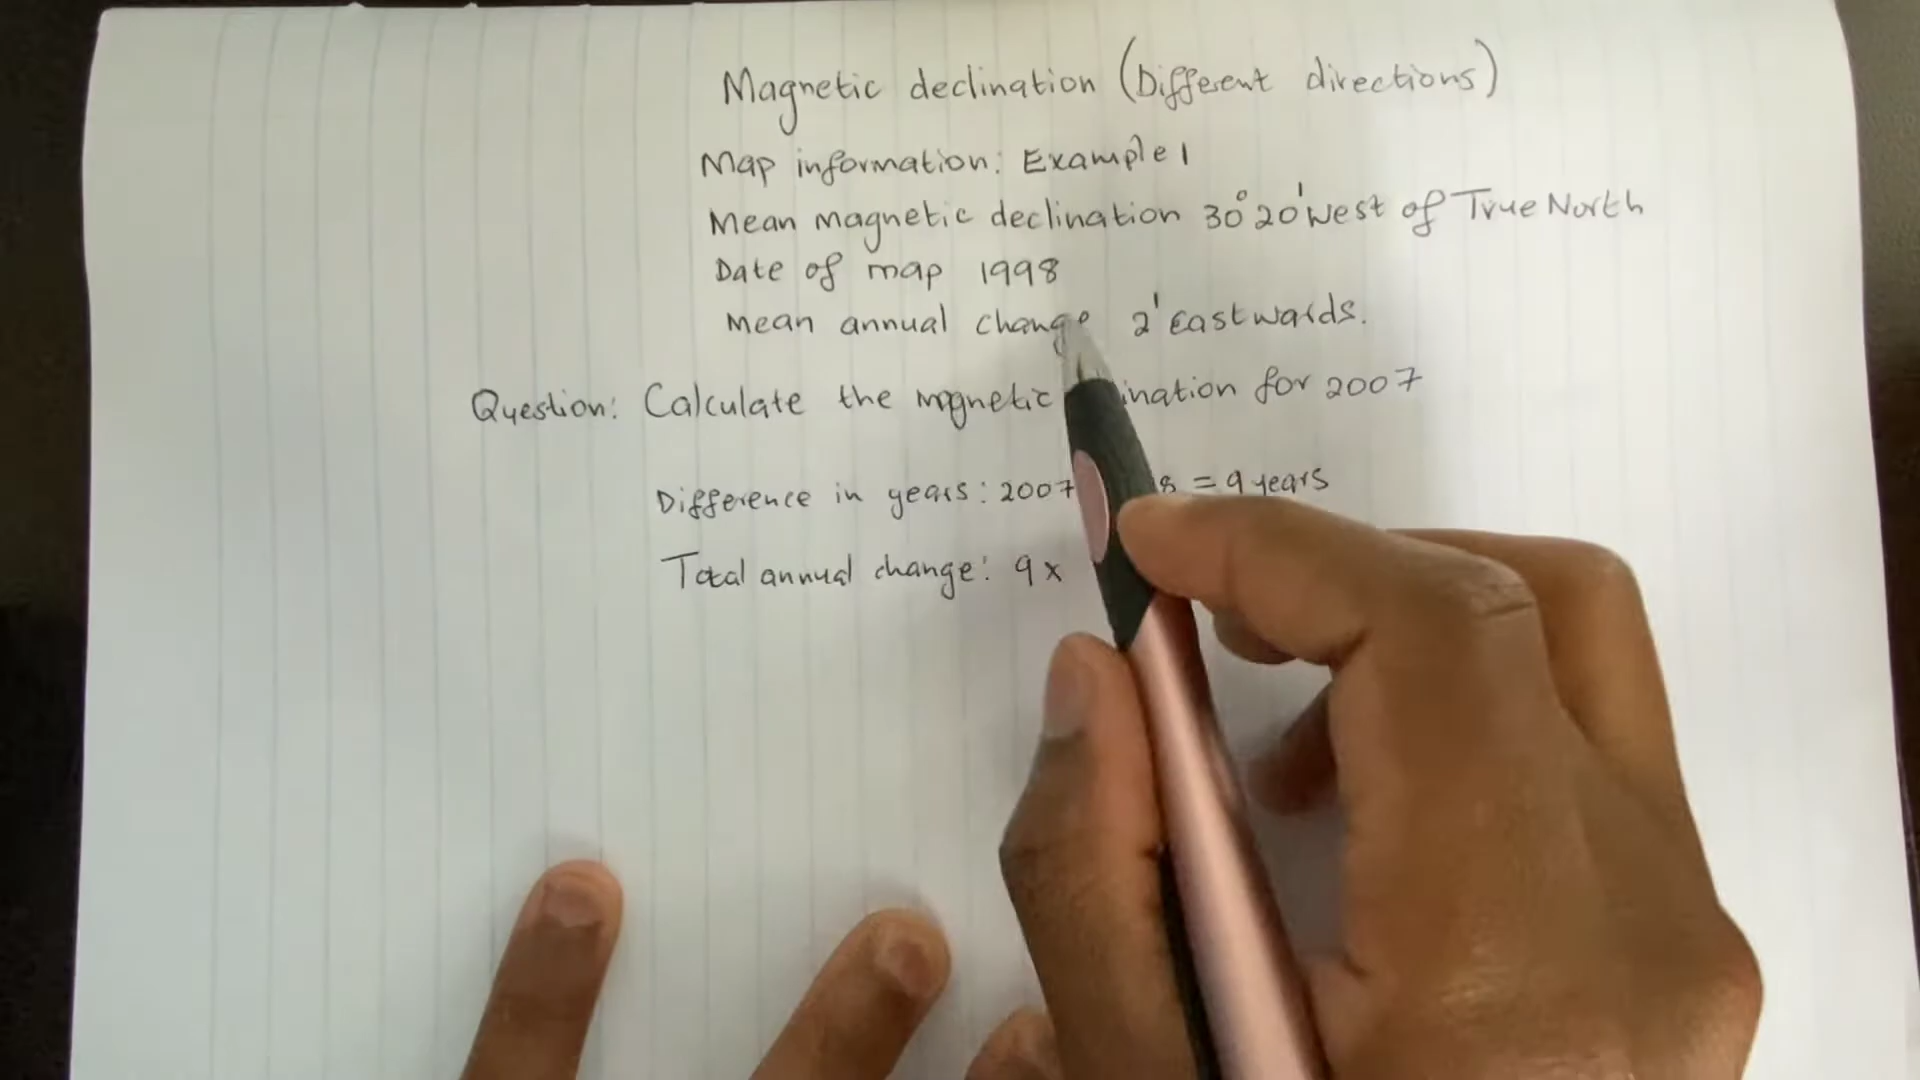 Magnetic declination (Different directions)
Map information: Example 1
Mean magnetic declination 30° 20' West of True North
Date of map 1998
Mean annual change 2' Eastwards.
Question: Calculate the magnetic ination for 2007
Difference in years: 2007 8 = 9 years
Total annual change: 9 x